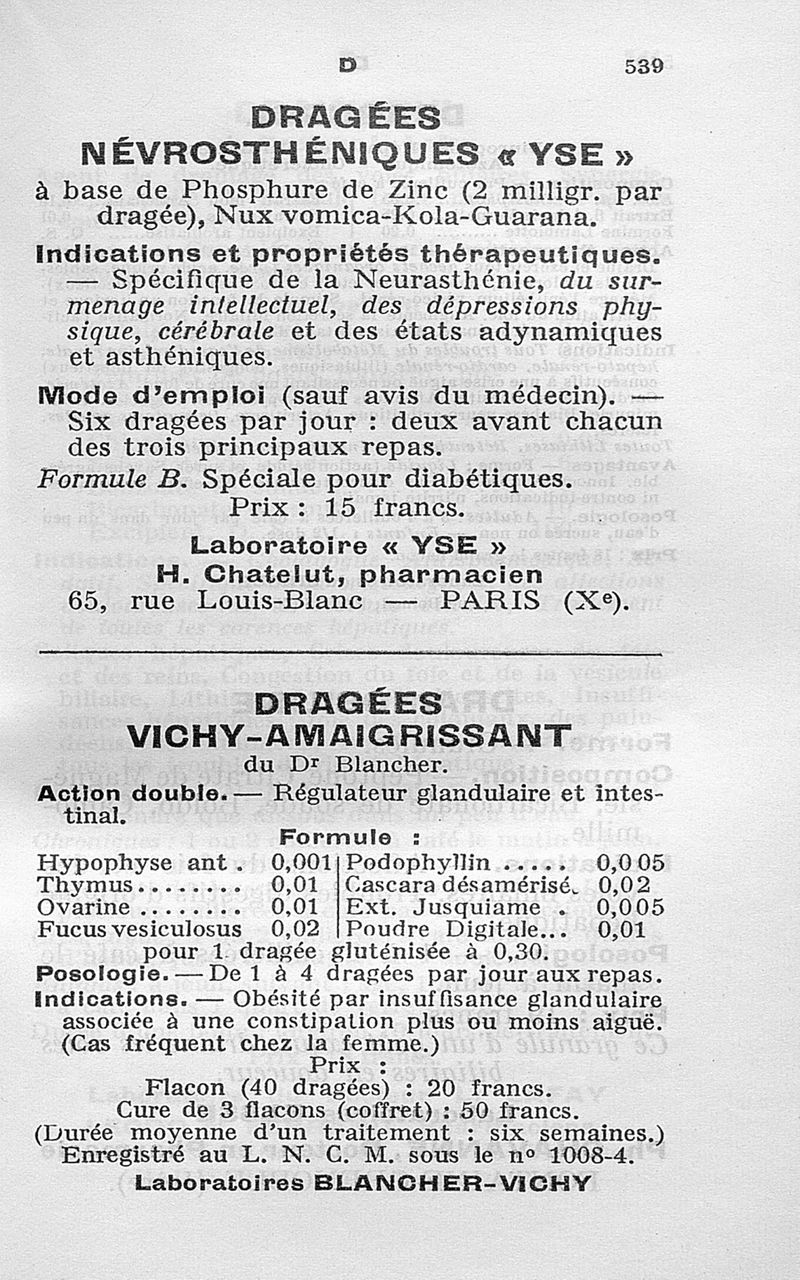 D 539
DRAGÉES
NÉVROSTHÉNIQUES « YSE »
à base de Phosphure de Zinc (2 milligr. par
dragée), Nux vomica-Kola-Guarana.
Indications et propriétés thérapeutiques.
— Spécifique de la Neurasthénie, du sur-
menage intellectuel, des dépressions phy-
sique, cérébrale et des états adynamiques
et asthéniques.
Mode d'emploi (sauf avis du médecin). —
Six dragées par jour : deux avant chacun
des trois principaux repas.
Formule B. Spéciale pour diabétiques.
Prix : 15 francs.
Laboratoire « YSE »
H. Chatelut, pharmacien
65, rue Louis-Blanc — PARIS (Xe).
DRAGÉES
VICHY-AMAIGRISSANT
du Dr Blancher.
Action double. — Régulateur glandulaire et intes-
tinal.
Formule :
Hypophyse ant . 0,001 Podophyllin ..... 0,005
Thymus........ 0,01 Cascara désamérisé. 0,02
Ovarine ........ 0,01 Ext. Jusquiame . 0,005
Fucus vesiculosus 0,02 Poudre Digitale... 0,01
pour 1 dragée gluténisée à 0,30.
Posologie. — De 1 à 4 dragées par jour aux repas.
Indications. — Obésité par insuffisance glandulaire
associée à une constipation plus ou moins aiguë.
(Cas fréquent chez la femme.)
Prix :
Flacon (40 dragées) : 20 francs.
Cure de 3 flacons (coffret) : 50 francs.
(Durée moyenne d'un traitement : six semaines.)
Enregistré au L. N. C. M. sous le no 1008-4.
Laboratoires BLANCHER-VICHY